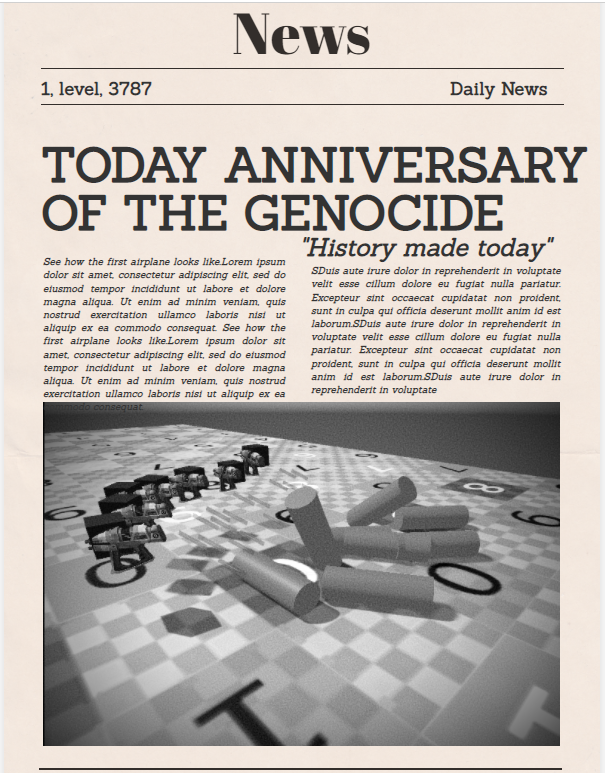 News
1, level, 3787
Daily News
TODAY ANNIVERSARY
OF THE GENOCIDE
"History made today"
See how the first airplane looks like.Lorem ipsum
dolor sit amet, consectetur adipiscing elit, sed do
eiusmod tempor incididunt ut labore et dolore
magna aliqua. Ut enim ad minim veniam, quis
nostrud exercitation ullamco laboris nisi ut
aliquip ex ea commodo consequat. See how the
first airplane looks like.Lorem ipsum dolor sit
amet, consectetur adipiscing elit, sed do eiusmod
tempor incididunt ut labore et dolore magna
aliqua. Ut enim ad minim veniam, quis nostrud
exercitation ullamco laboris nisi ut aliquip ex ea
commodo consequat.
SDuis aute irure dolor in reprehenderit in voluptate
velit esse cillum dolore eu fugiat nulla pariatur.
Excepteur sint occaecat cupidatat non proident,
sunt in culpa qui officia deserunt mollit anim id est
laborum.SDuis aute irure dolor in reprehenderit in
voluptate velit esse cillum dolore eu fugiat nulla
pariatur. Excepteur sint occaecat cupidatat non
proident, sunt in culpa qui officia deserunt mollit
anim id est laborum.SDuis aute irure dolor in
reprehenderit in voluptate
8
6
0